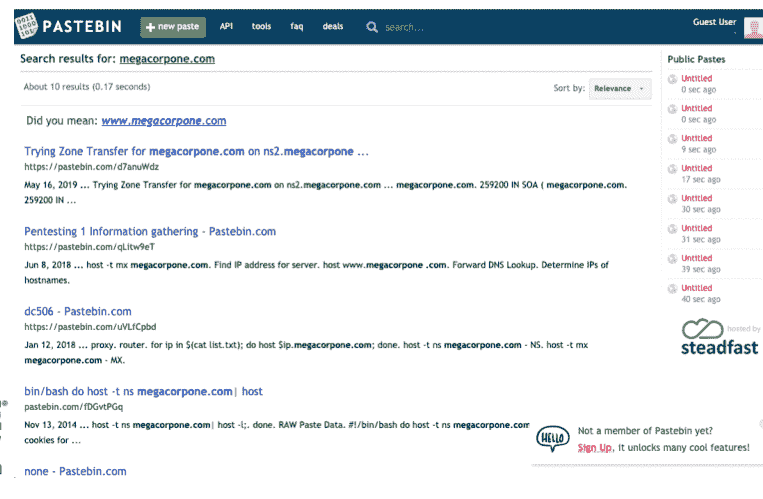 PASTEBIN + new paste API tools faq deals search... Guest User
Search results for: megacorpone.com
About 10 results (0.17 seconds) Sort by: Relevance
Did you mean: www.megacorpone.com
Trying Zone Transfer for megacorpone.com on ns2.megacorpone ...
https://pastebin.com/d7anuWdz
May 16, 2019 ... Trying Zone Transfer for megacorpone.com on ns2.megacorpone.com ... megacorpone.com. 259200 IN SOA ( megacorpone.com.
259200 IN ...
Pentesting 1 Information gathering - Pastebin.com
https://pastebin.com/qLitw9eT
Jun 8, 2018 ... host -t mx megacorpone.com. Find IP address for server. host www.megacorpone .com. Forward DNS Lookup. Determine IPs of
hostnames.
dc506 - Pastebin.com
https://pastebin.com/uVLfCpbd
Jan 12, 2018 ... proxy. router. for ip in $(cat list.txt); do host $ip.megacorpone.com; done. host -t ns megacorpone.com - NS. host -t mx
megacorpone.com - MX.
bin/bash do host -t ns megacorpone.com| host
pastebin.com/fDGvtPGq
Nov 13, 2014 ... host -t ns megacorpone.com| host -l;. done. RAW Paste Data. #!/bin/bash do host -t ns megacorpone.com
cookies for ...
none - Pastebin.com
Public Pastes
Untitled
0 sec ago
Untitled
0 sec ago
Untitled
9 sec ago
Untitled
17 sec ago
Untitled
30 sec ago
Untitled
31 sec ago
Untitled
39 sec ago
Untitled
40 sec ago
hosted by
steadfast
HELLO
Not a member of Pastebin yet?
Sign Up, it unlocks many cool features!